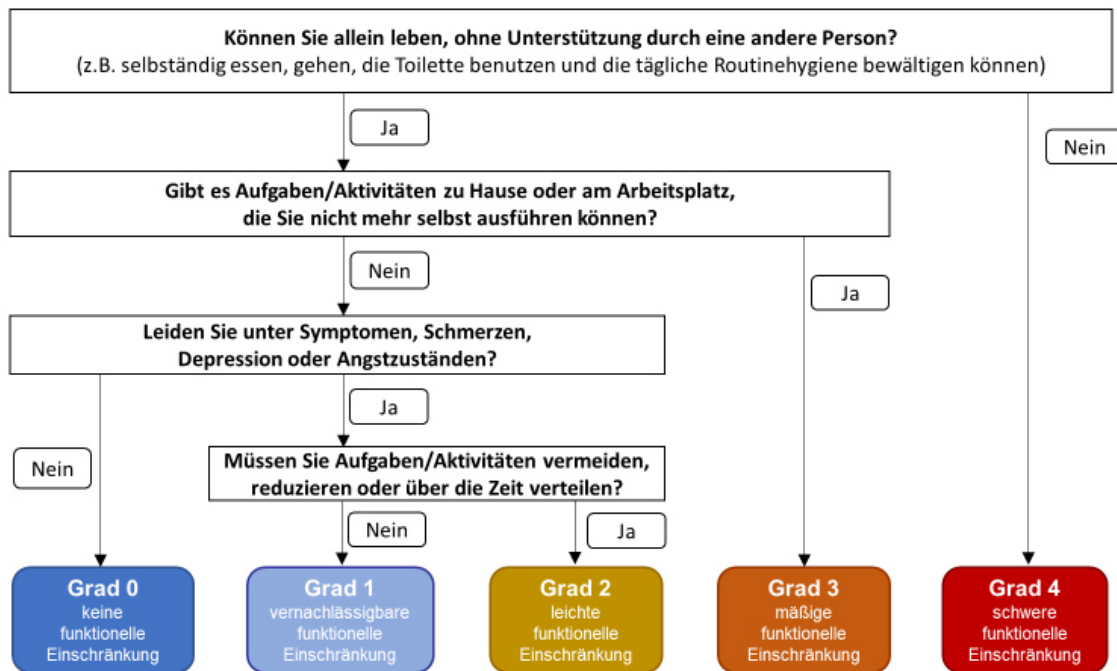 Können Sie allein leben, ohne Unterstützung durch eine andere Person?
(z.B. selbständig essen, gehen, die Toilette benutzen und die tägliche Routinehygiene bewältigen können)
Ja
Nein
Gibt es Aufgaben/Aktivitäten zu Hause oder am Arbeitsplatz,
die Sie nicht mehr selbst ausführen können?
Nein
Ja
Leiden Sie unter Symptomen, Schmerzen,
Depression oder Angstzuständen?
Ja
Nein
Müssen Sie Aufgaben/Aktivitäten vermeiden,
reduzieren oder über die Zeit verteilen?
Nein
Ja
Grad 0
keine
funktionelle
Einschränkung
Grad 1
vernachlässigbare
funktionelle
Einschränkung
Grad 2
leichte
funktionelle
Einschränkung
Grad 3
mäßige
funktionelle
Einschränkung
Grad 4
schwere
funktionelle
Einschränkung